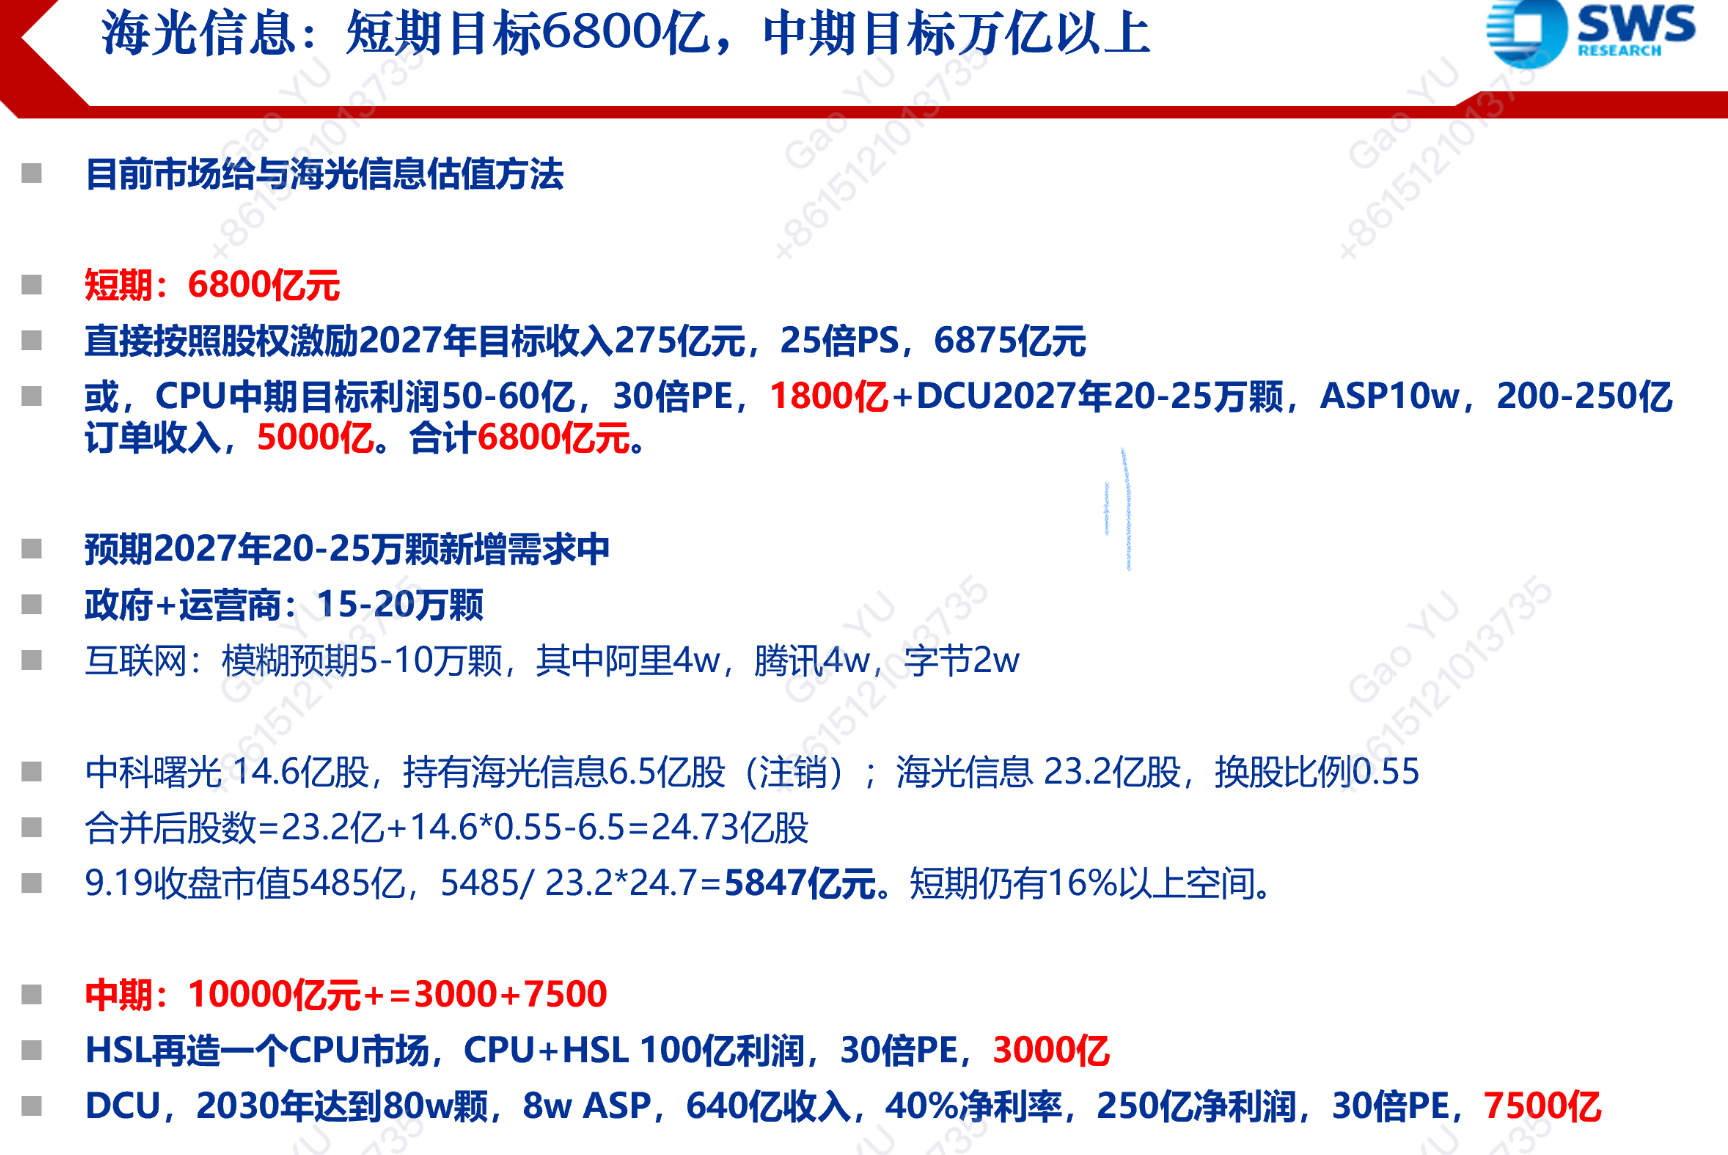 海光信息：短期目标6800亿，中期目标万亿以上
SWS
RESEARCH
目前市场给与海光信息估值方法
短期：6800亿元
直接按照股权激励2027年目标收入275亿元，25倍PS，6875亿元
或，CPU中期目标利润50-60亿，30倍PE，1800亿+DCU2027年20-25万颗，ASP10w，200-250亿
订单收入，5000亿。合计6800亿元。
预期2027年20-25万颗新增需求中
政府+运营商：15-20万颗
互联网：模糊预期5-10万颗，其中阿里4w，腾讯4w，字节2w
中科曙光 14.6亿股，持有海光信息6.5亿股（注销）；海光信息 23.2亿股，换股比例0.55
合并后股数=23.2亿+14.6*0.55-6.5=24.73亿股
9.19收盘市值5485亿，5485/ 23.2*24.7=5847亿元。短期仍有16%以上空间。
中期：10000亿元+=3000+7500
HSL再造一个CPU市场，CPU+HSL 100亿利润，30倍PE，3000亿
DCU，2030年达到80w颗，8w ASP，640亿收入，40%净利率，250亿净利润，30倍PE，7500亿
Gao YU
+8615121013735
Gao YU
+8615121013735
Gao YU
+8615121013735
Gao YU
+8615121013735
Gao YU
+8615121013735
Gao YU
+8615121013735